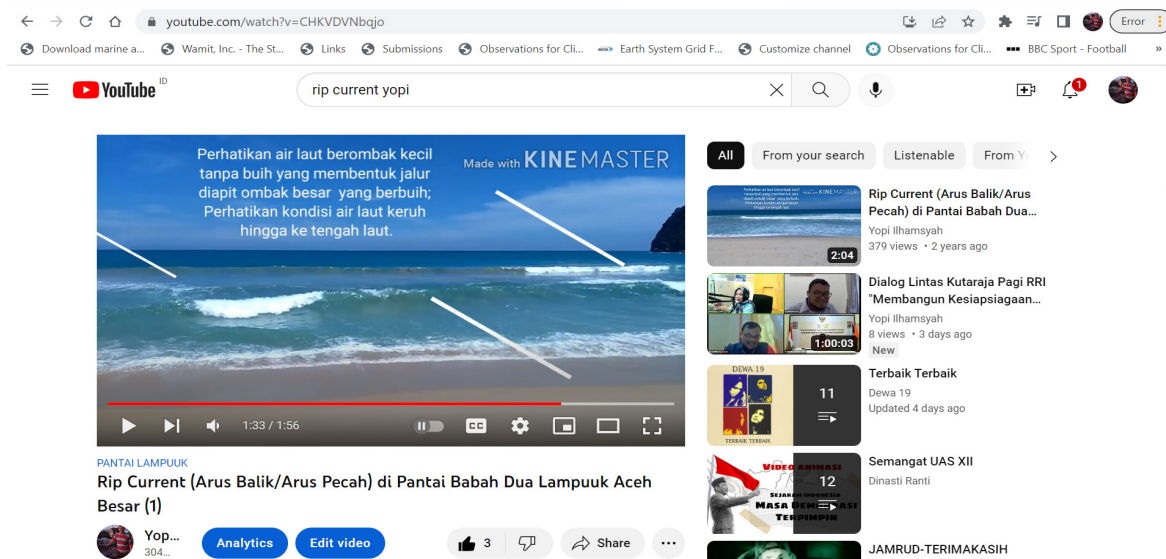 youtube.com/watch?v=CHKVDVNbqjo
Error
Download marine a...
Wamit, Inc. - The St...
Links
Submissions
Observations for Cli...
Earth System Grid F...
Customize channel
Observations for Cli...
BBC Sport - Football
»
YouTube ID
rip current yopi
1
Perhatikan air laut berombak kecil
tanpa buih yang membentuk jalur
diapit ombak besar yang berbuih;
Perhatikan kondisi air laut keruh
hingga ke tengah laut.
Made with KINEMASTER
1:33 / 1:56
CC
PANTAI LAMPUUK
Rip Current (Arus Balik/Arus Pecah) di Pantai Babah Dua Lampuuk Aceh
Besar (1)
Yop...
304...
Analytics
Edit video
3
Share
All
From your search
Listenable
From
2:04
Rip Current (Arus Balik/Arus
Pecah) di Pantai Babah Dua...
Yopi Ilhamsyah
379 views • 2 years ago
1:00:03
Dialog Lintas Kutaraja Pagi RRI
"Membangun Kesiapsiagaan...
Yopi Ilhamsyah
8 views • 3 days ago
New
DEWA 19
TERBAIK TERBAIK
11
Terbaik Terbaik
Dewa 19
Updated 4 days ago
VIDEO ANIMASI
SEJARAH INDONESIA
TERPIMPIN
12
Semangat UAS XII
Dinasti Ranti
JAMRUD-TERIMAKASIH